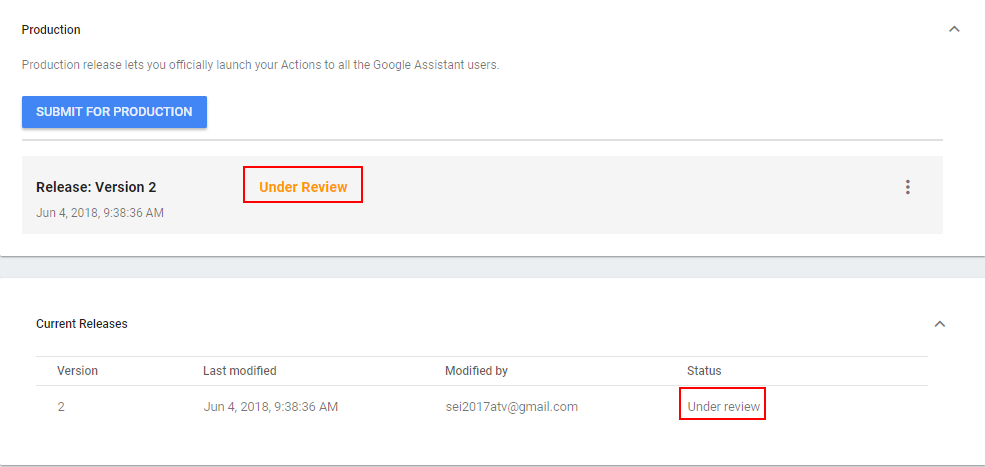 Production
Production release lets you officially launch your Actions to all the Google Assistant users.
SUBMIT FOR PRODUCTION
Release: Version 2 Under Review
Jun 4, 2018, 9:38:36 AM
Current Releases
Version Last modified Modified by Status
2 Jun 4, 2018, 9:38:36 AM sei2017atv@gmail.com Under review